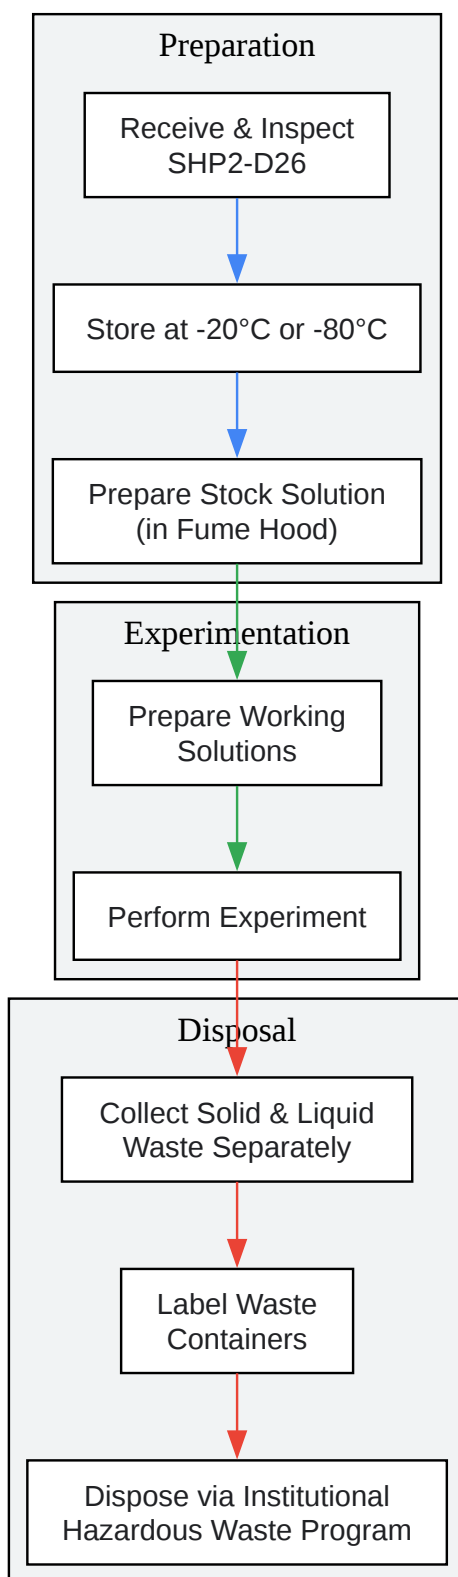 Preparation
Receive & Inspect
SHP2-D26
Store at -20°C or -80°C
Prepare Stock Solution
(in Fume Hood)
Experimentation
Prepare Working
Solutions
Perform Experiment
Disposal
Collect Solid & Liquid
Waste Separately
Label Waste
Containers
Dispose via Institutional
Hazardous Waste Program